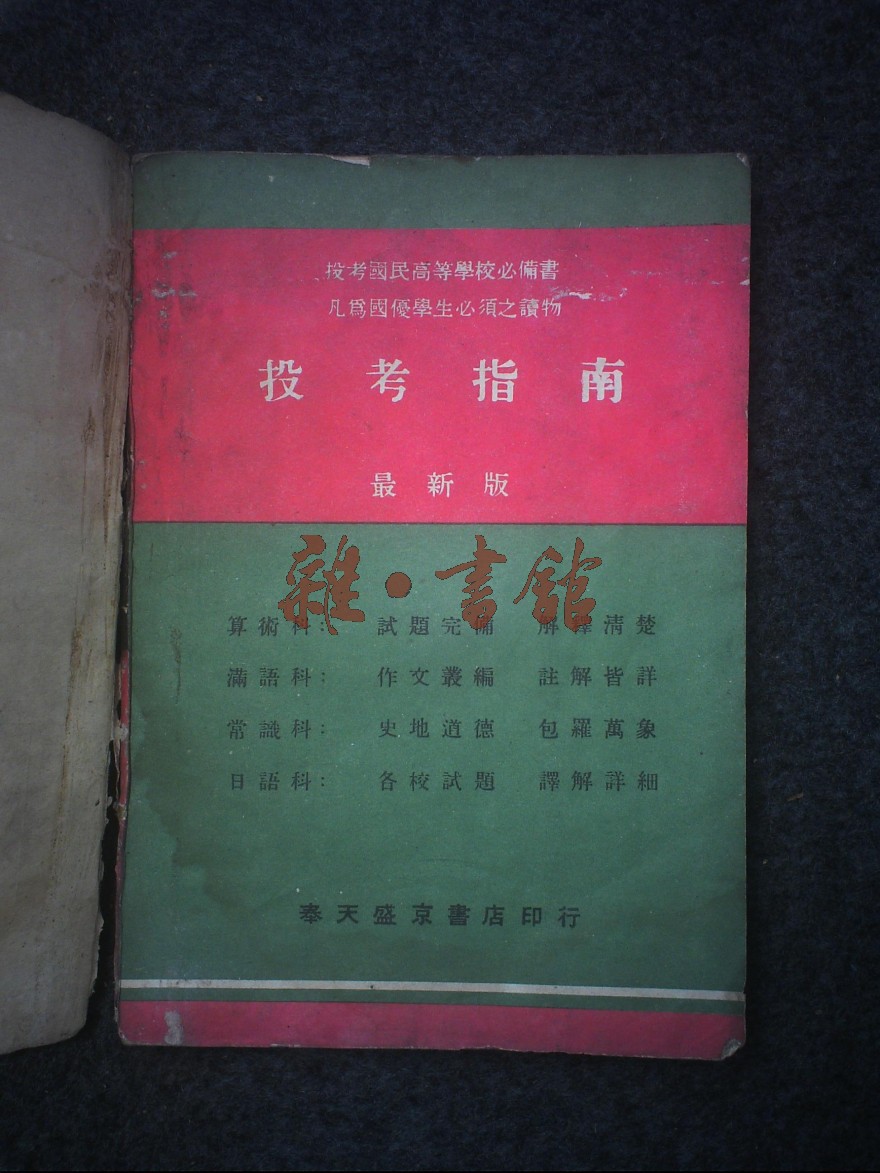 投考國民高等學校必備書
凡爲國優學生必須之讀物
投考指南
最新版
雜·書館
算術科： 試題完備 解釋清楚
滿語科： 作文叢編 註解皆詳
常識科： 史地道德 包羅萬象
日語科： 各校試題 譯解詳細
奉天盛京書店印行